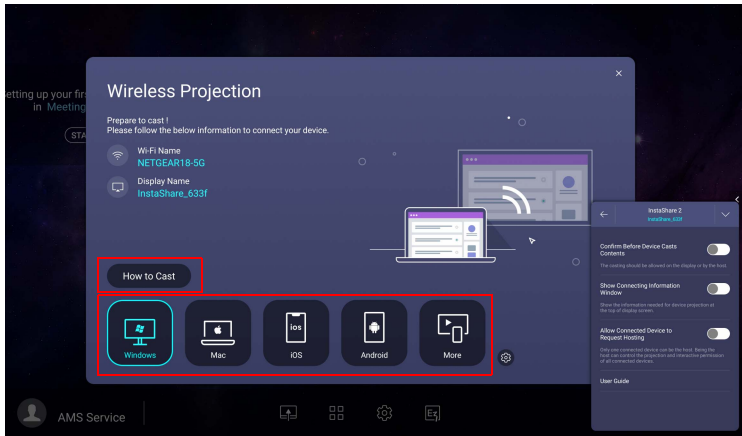 etting up your fir
in Meeting
STA
Wireless Projection
Prepare to cast !
Please follow the below information to connect your device.
Wi-Fi Name
NETGEAR18-5G
Display Name
InstaShare_633f
How to Cast
Windows
Mac
ios
iOS
Android
More
InstaShare 2
InstaShare_633f
Confirm Before Device Casts
Contents
The casting should be allowed on the display or by the host.
Show Connecting Information
Window
Show the information needed for device projection at
the top of display screen.
Allow Connected Device to
Request Hosting
Only one connected device can be the host. Being the
host can control the projection and interactive permission
of all connected devices.
User Guide
AMS Service